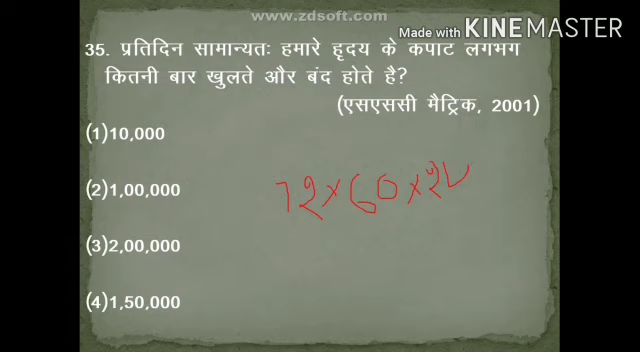 www.zdsoft.com
Made with KINEMASTER
35. प्रतिदिन सामान्यतः हमारे हृदय के कपाट लगभग
कितनी बार खुलते और बंद होते है?
(एसएससी मैट्रिक, 2001)
(1)10,000
(2)1,00,000
72×60×24
(3)2,00,000
(4)1,50,000